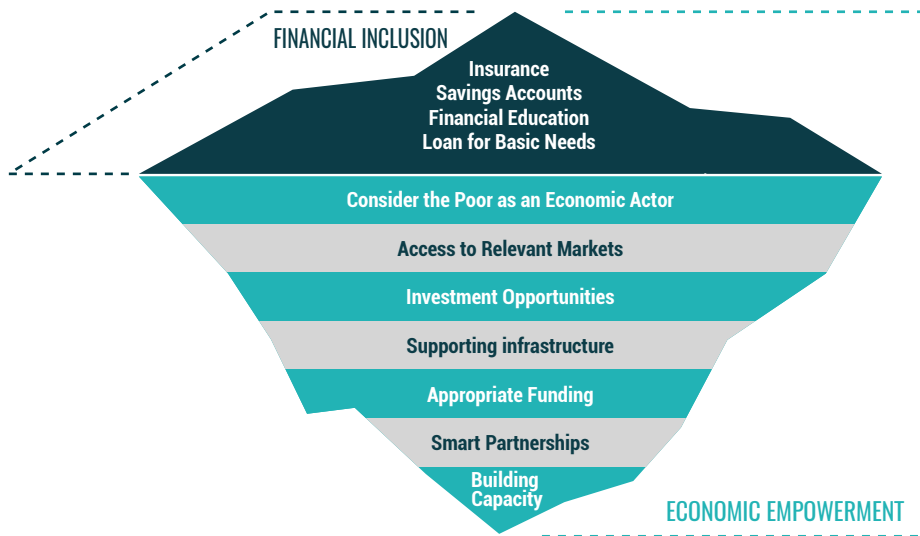 FINANCIAL INCLUSION
Insurance
Savings Accounts
Financial Education
Loan for Basic Needs
Consider the Poor as an Economic Actor
Access to Relevant Markets
Investment Opportunities
Supporting infrastructure
Appropriate Funding
Smart Partnerships
Building
Capacity
ECONOMIC EMPOWERMENT